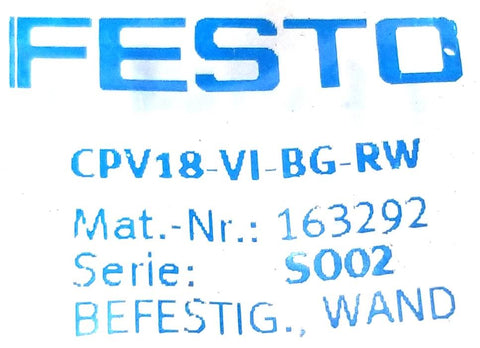 FESTO
CPV18-VI-BG-RW
Mat.-Nr.: 163292
Serie: S002
BEFESTIG., WAND